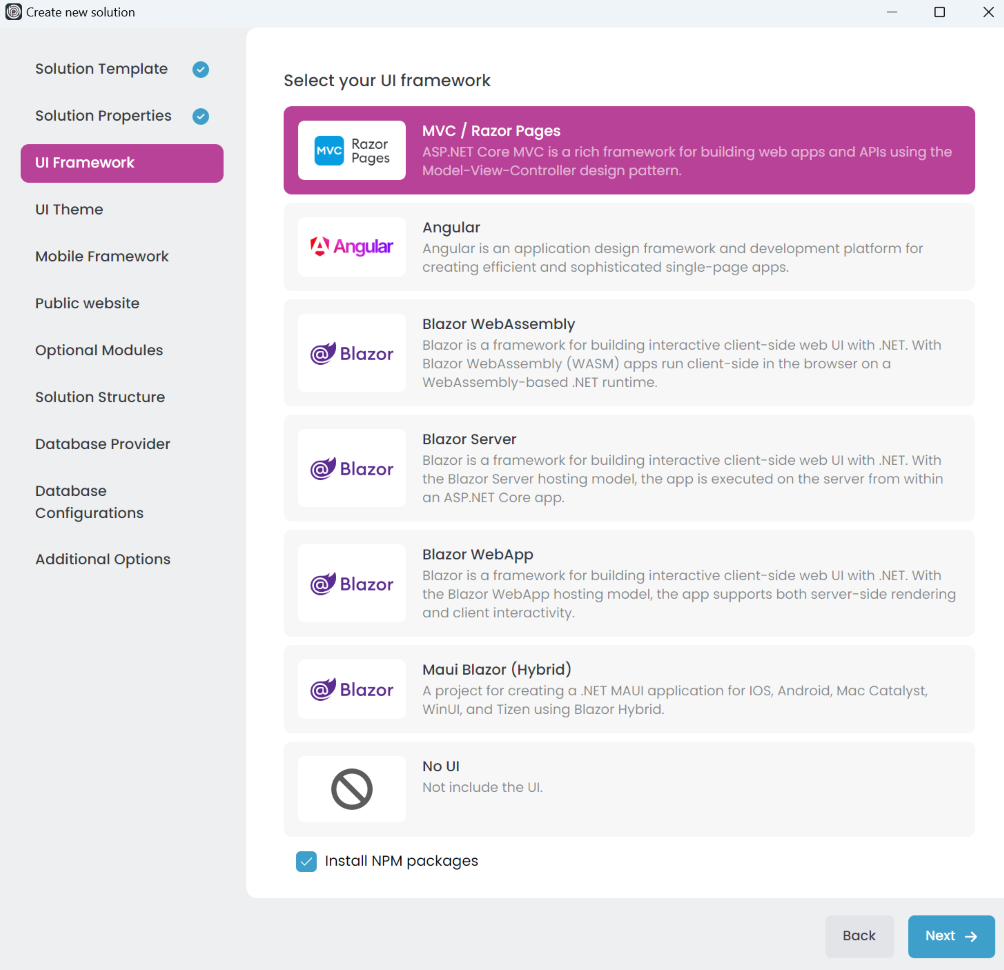 Create new solution
Solution Template
Solution Properties
UI Framework
UI Theme
Mobile Framework
Public website
Optional Modules
Solution Structure
Database Provider
Database
Configurations
Additional Options
Select your UI framework
MVC
Razor
Pages
MVC / Razor Pages
ASP.NET Core MVC is a rich framework for building web apps and APIs using the
Model-View-Controller design pattern.
Angular
Angular
Angular is an application design framework and development platform for
creating efficient and sophisticated single-page apps.
Blazor
Blazor WebAssembly
Blazor is a framework for building interactive client-side web UI with .NET. With
Blazor WebAssembly (WASM) apps run client-side in the browser on a
WebAssembly-based .NET runtime.
Blazor
Blazor Server
Blazor is a framework for building interactive client-side web UI with .NET. With
the Blazor Server hosting model, the app is executed on the server from within
an ASP.NET Core app.
Blazor
Blazor WebApp
Blazor is a framework for building interactive client-side web UI with .NET. With
the Blazor WebApp hosting model, the app supports both server-side rendering
and client interactivity.
Blazor
Maui Blazor (Hybrid)
A project for creating a .NET MAUI application for IOS, Android, Mac Catalyst,
WinUI, and Tizen using Blazor Hybrid.
No UI
Not include the UI.
Install NPM packages
Back
Next